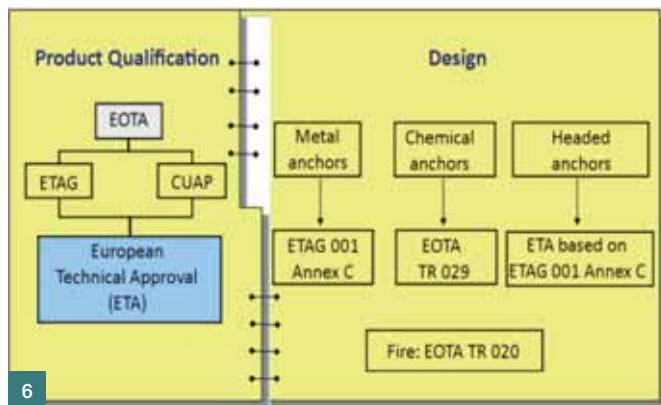 Product Qualification
EOTA
ETAG
CUAP
European
Technical Approval
(ETA)
Design
Metal
anchors
Chemical
anchors
Headed
anchors
ETAG 001
Annex C
EOTA
TR 029
ETA based on
ETAG 001 Annex C
Fire: EOTA TR 020
6